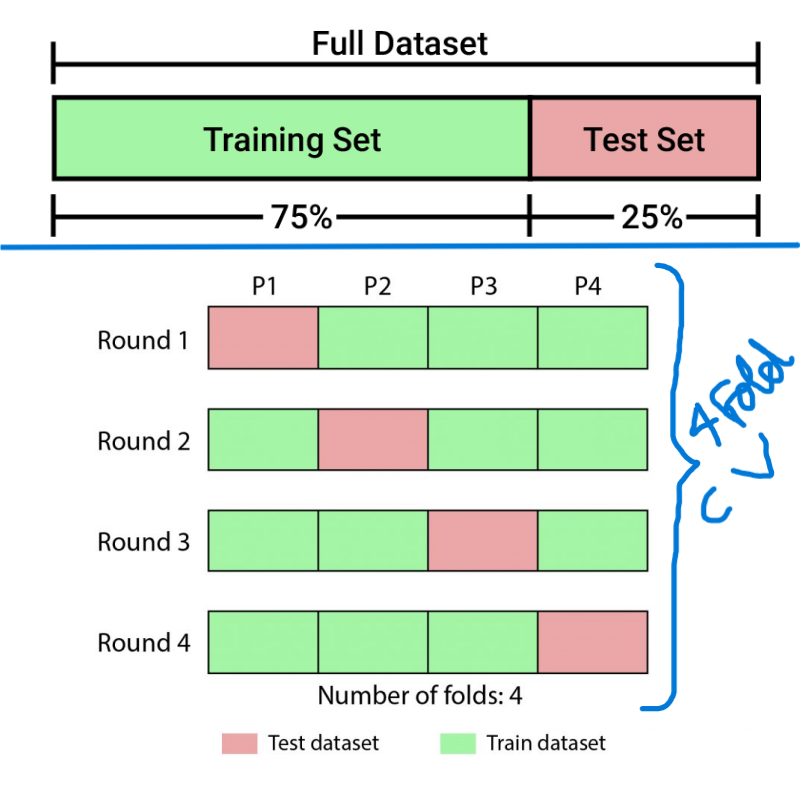 Full Dataset
Training Set Test Set
75% 25%
P1 P2 P3 P4
Round 1
Round 2
Round 3
Round 4
4 Fold
C V
Number of folds: 4
Test dataset Train dataset